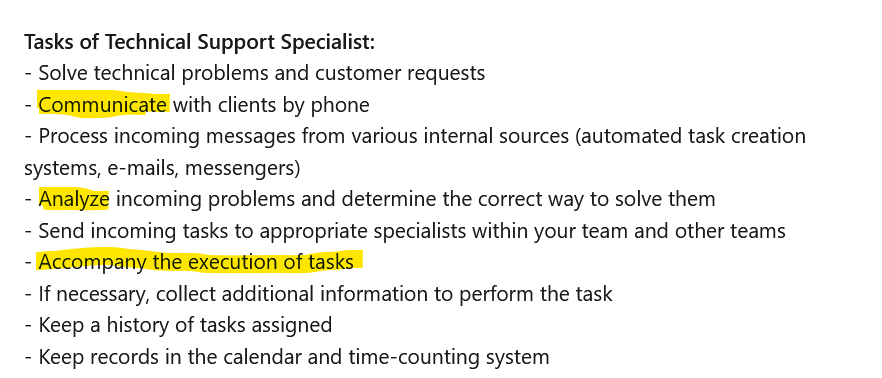 Tasks of Technical Support Specialist:
- Solve technical problems and customer requests
- Communicate with clients by phone
- Process incoming messages from various internal sources (automated task creation
systems, e-mails, messengers)
- Analyze incoming problems and determine the correct way to solve them
- Send incoming tasks to appropriate specialists within your team and other teams
- Accompany the execution of tasks
- If necessary, collect additional information to perform the task
- Keep a history of tasks assigned
- Keep records in the calendar and time-counting system